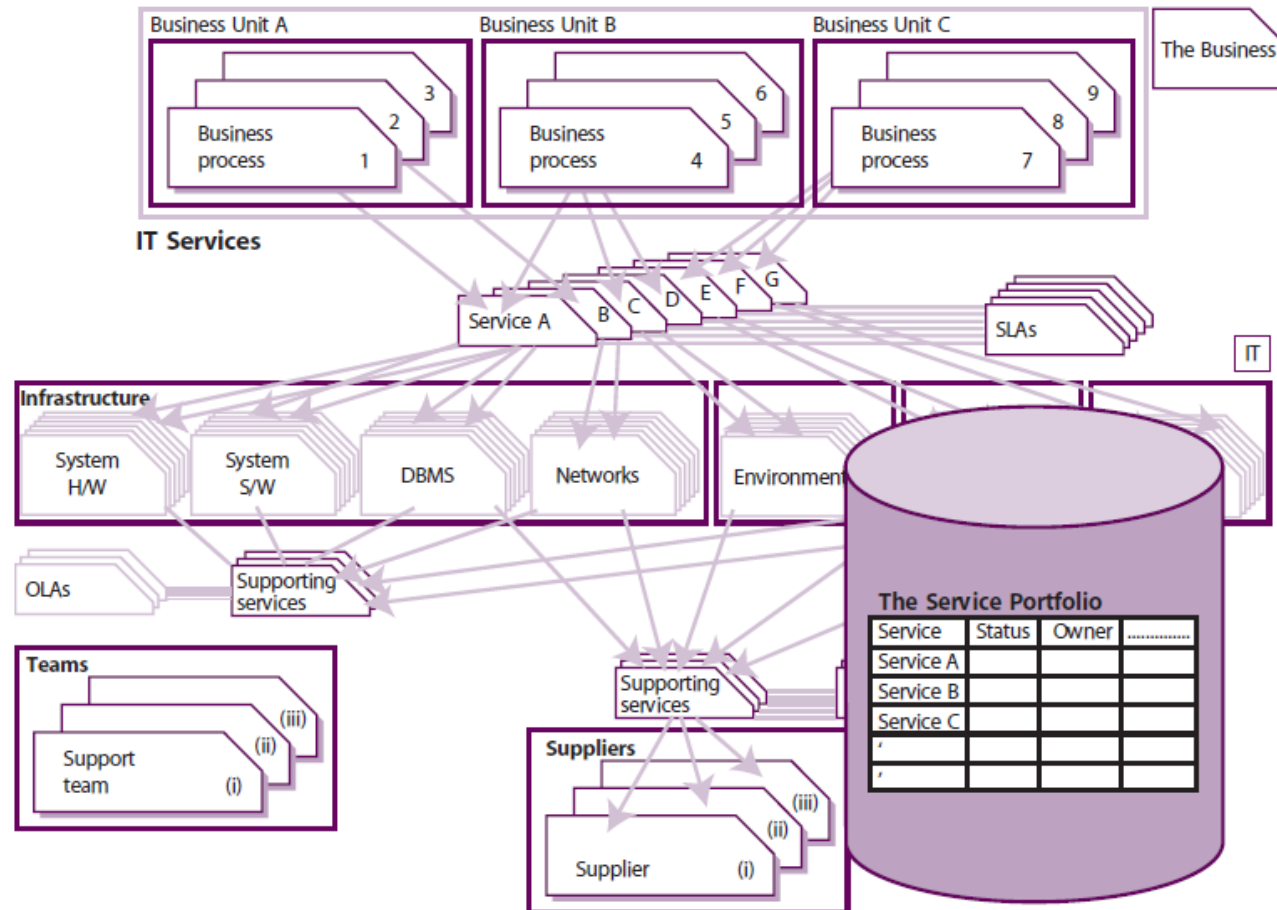 Business Unit A
Business Unit B
Business Unit C
The Business
3
2
Business
process 1
6
5
Business
process 4
9
8
Business
process 7
IT Services
G
F
E
D
C
B
Service A
SLAs
IT
Infrastructure
System
H/W
System
S/W
DBMS
Networks
Environment
OLAs
Supporting
services
Teams
(iii)
(ii)
Support
team (i)
Supporting
services
Suppliers
(iii)
(ii)
Supplier (i)
The Service Portfolio
Service Status Owner ...............
Service A
Service B
Service C
‘
‘